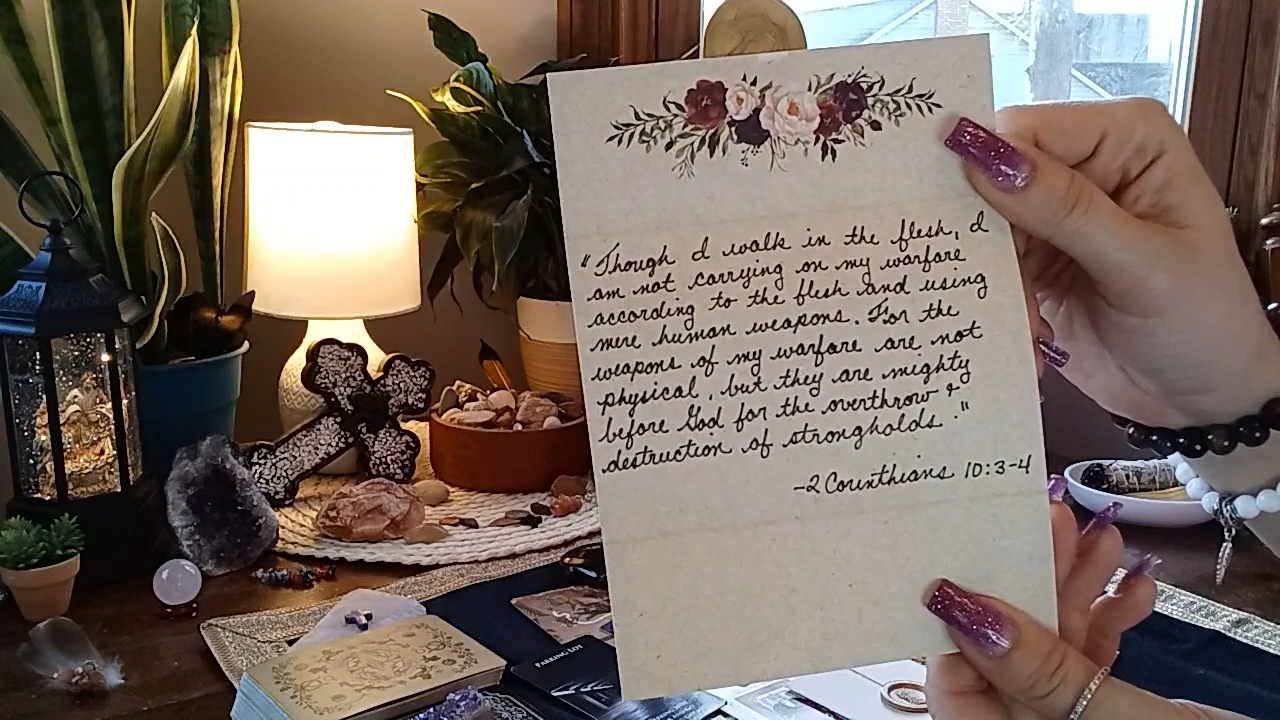 "Though I walk in the flesh, I
am not carrying on my warfare
according to the flesh and using
mere human weapons. For the
weapons of my warfare are not
physical, but they are mighty
before God for the overthrow &
destruction of strongholds."
-2 Corinthians 10:3-4
PARKING LOT